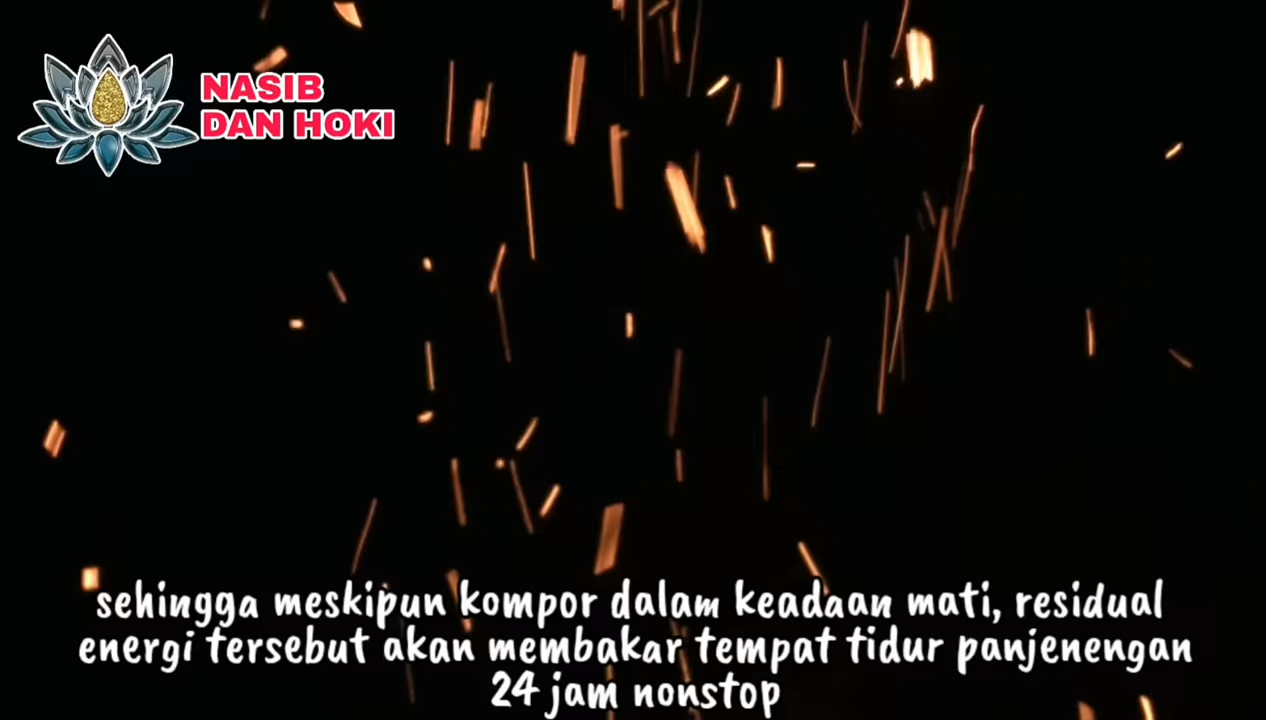 NASIB
DAN HOKI
sehingga meskipun kompor dalam keadaan mati, residual
energi tersebut akan membakar tempat tidur panjenengan
24 jam nonstop